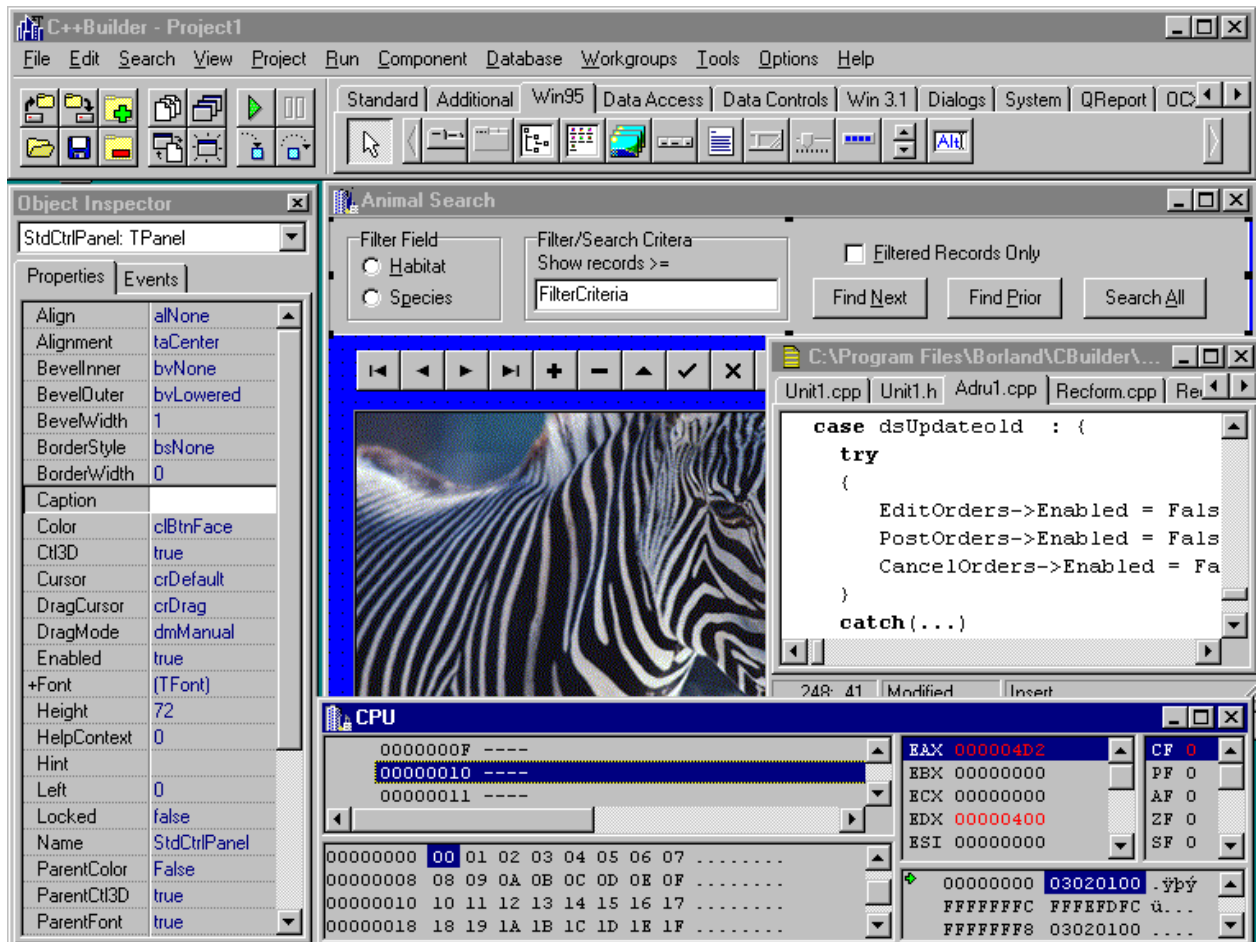 C++Builder - Project1
File Edit Search View Project Run Component Database Workgroups Tools Options Help
Standard Additional Win95 Data Access Data Controls Win 3.1 Dialogs System QReport
Alt
Object Inspector
StdCtrlPanel: TPanel
Properties Events
Align alNone
Alignment taCenter
BevelInner bvNone
BevelOuter bvLowered
BevelWidth 1
BorderStyle bsNone
BorderWidth 0
Caption
Color clBtnFace
Ctl3D true
Cursor crDefault
DragCursor crDrag
DragMode dmManual
Enabled true
+Font (TFont)
Height 72
HelpContext 0
Hint
Left 0
Locked false
Name StdCtrlPanel
ParentColor False
ParentCtl3D true
ParentFont true
Animal Search
Filter Field
Habitat
Species
Filter/Search Critera
Show records >=
FilterCriteria
Filtered Records Only
Find Next Find Prior Search All
C:\Program Files\Borland\CBuilder\...
Unit1.cpp Unit1.h Adru1.cpp Recform.cpp Re
case dsUpdateold : {
try
{
EditOrders->Enabled = Fals
PostOrders->Enabled = Fals
CancelOrders->Enabled = Fa
}
catch(...)
248: 41 Modified Insert
CPU
0000000F ----
00000010 ----
00000011 ----
EAX 000004D2
EBX 00000000
ECX 00000000
EDX 00000400
ESI 00000000
CF 0
PF 0
AF 0
ZF 0
SF 0
00000000 00 01 02 03 04 05 06 07 ........
00000008 08 09 0A 0B 0C 0D 0E 0F ........
00000010 10 11 12 13 14 15 16 17 ........
00000018 18 19 1A 1B 1C 1D 1E 1F ........
00000000 03020100 .ÿþý
FFFFFFFC FFFEFDFC ü...
FFFFFFF8 03020100 ....